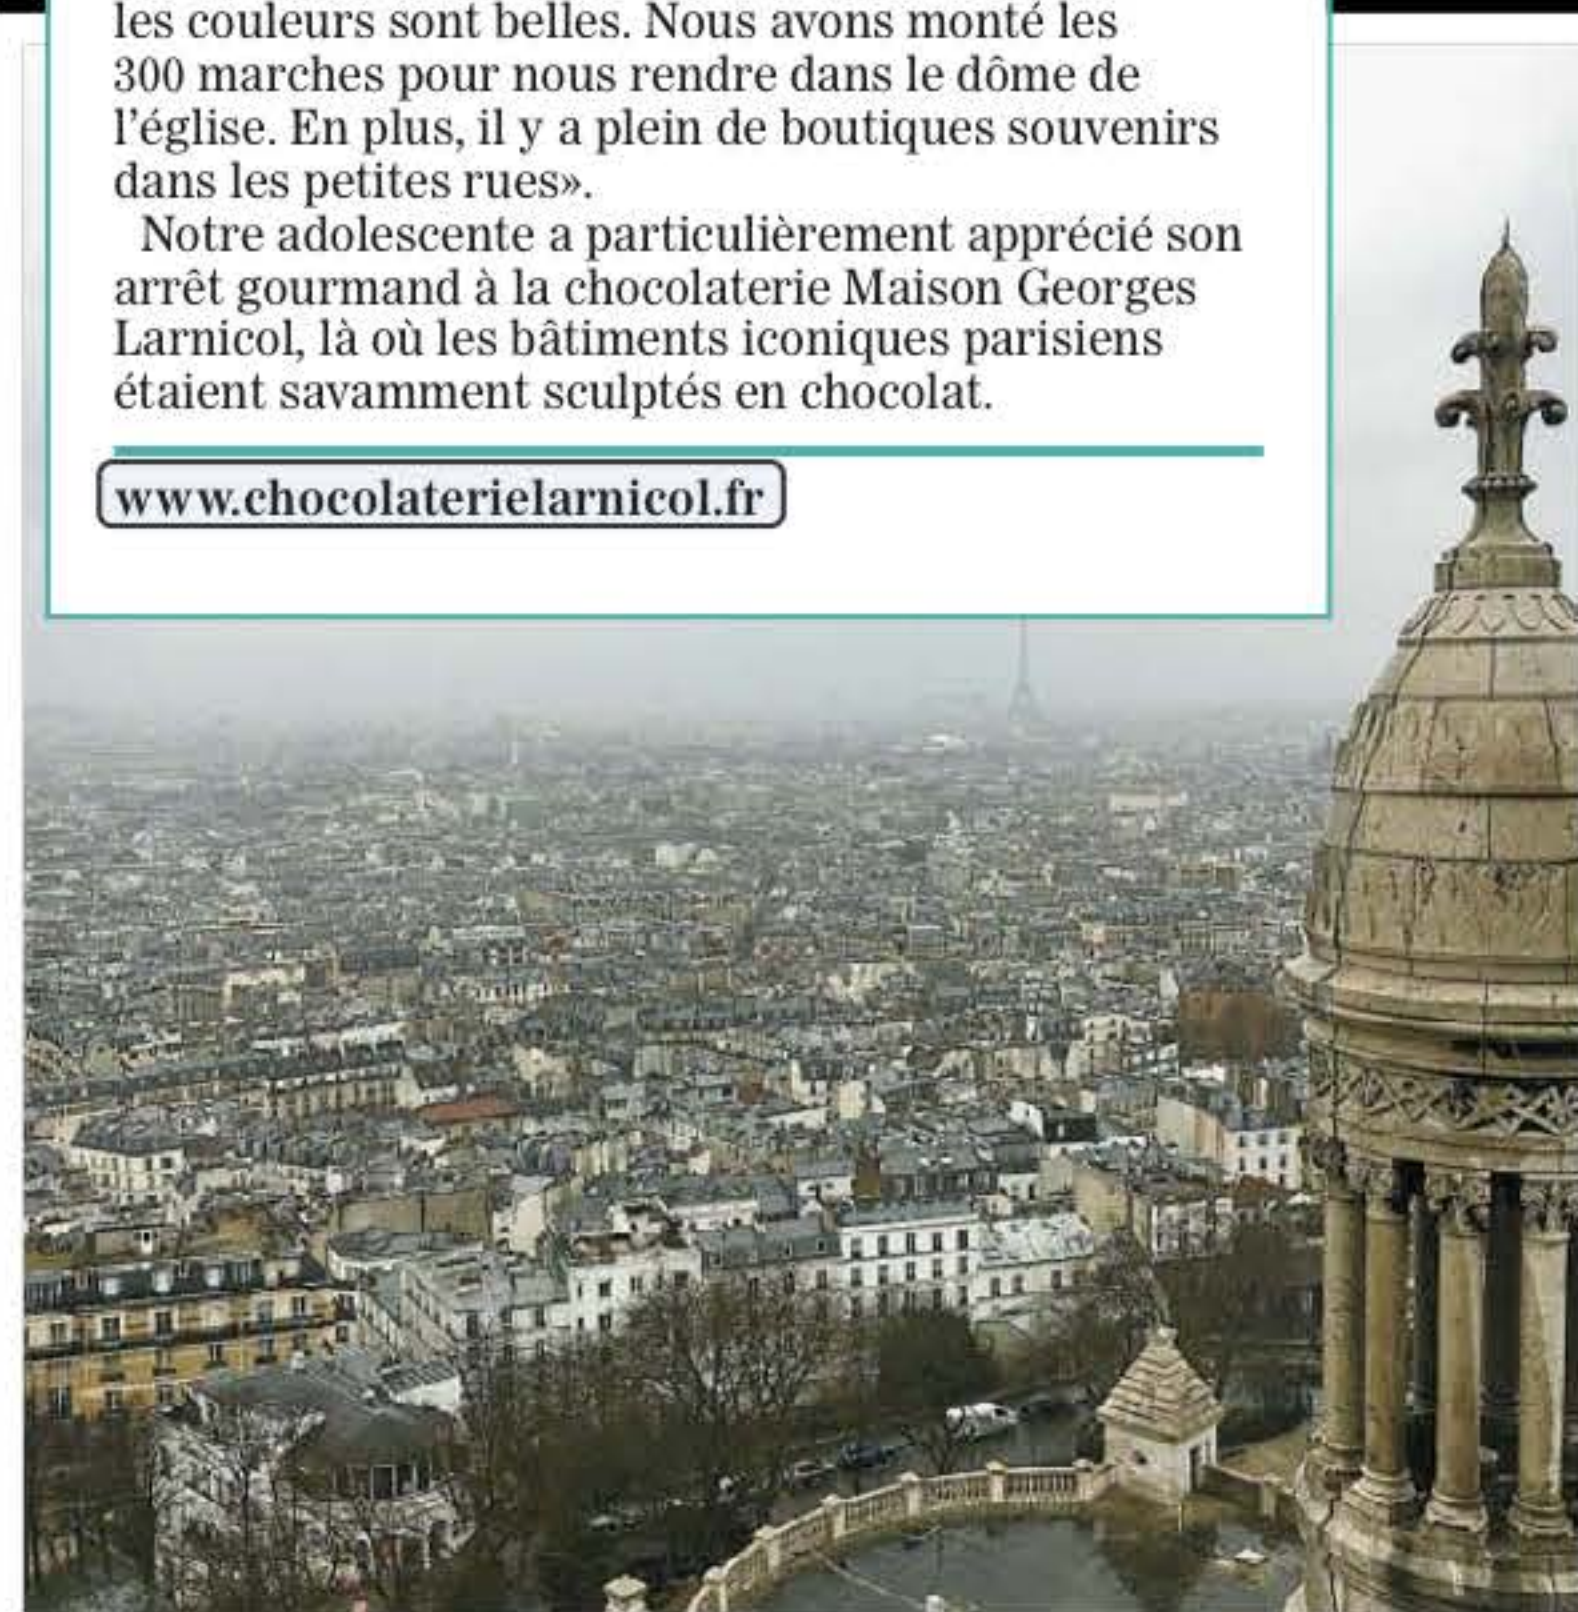 les couleurs sont belles. Nous avons monté les
300 marches pour nous rendre dans le dôme de
l’église. En plus, il y a plein de boutiques souvenirs
dans les petites rues».
Notre adolescente a particulièrement apprécié son
arrêt gourmand à la chocolaterie Maison Georges
Larnicol, là où les bâtiments iconiques parisiens
étaient savamment sculptés en chocolat.
www.chocolaterielarnicol.fr